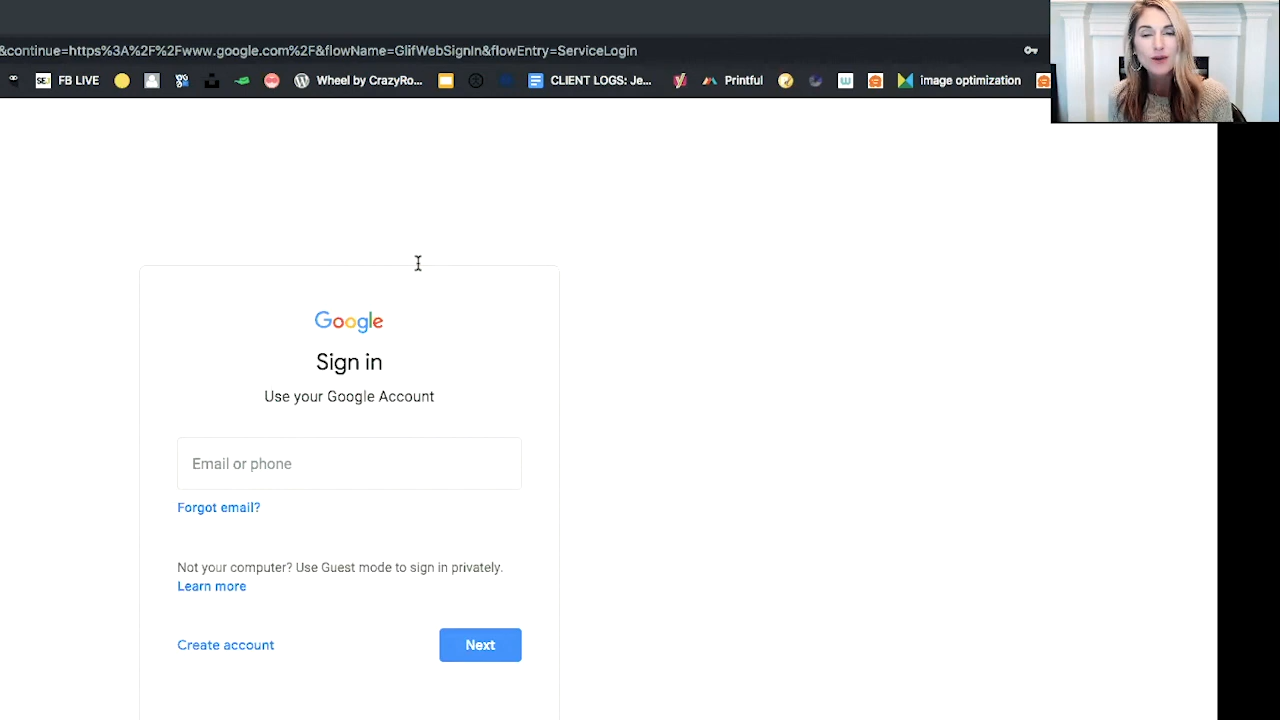 &continue=https%3A%2F%2Fwww.google.com%2F&flowName=GlifWebSignIn&flowEntry=ServiceLogin
SE FB LIVE Wheel by CrazyRo... CLIENT LOGS: Je... Printful w image optimization
Google
Sign in
Use your Google Account
Email or phone
Forgot email?
Not your computer? Use Guest mode to sign in privately.
Learn more
Create account
Next